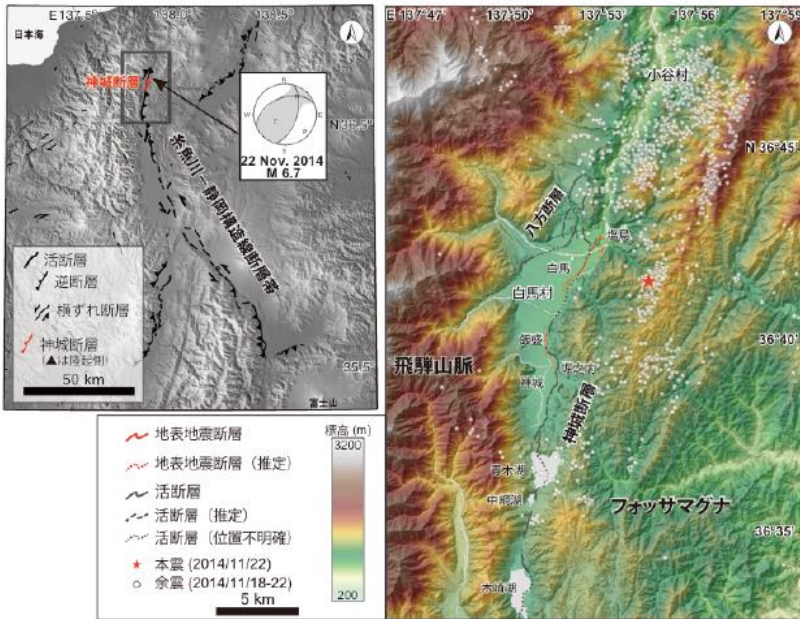 E 137.5°
138.0°
138.5°
日本海
神城断層
N 36.5°
22 Nov. 2014
M 6.7
糸魚川－静岡構造線断層帯
活断層
逆断層
横ずれ断層
神城断層
(▲は隆起側)
50 km
35.5°
富士山
地表地震断層
地表地震断層（推定）
活断層
活断層（推定）
活断層（位置不明確）
本震 (2014/11/22)
余震 (2014/11/18-22)
5 km
標高 (m)
3200
200
E 137°47'
137°50'
137°53'
137°56'
小谷村
N 36°45'
八方断層
塩島
白馬
白馬村
36°40'
飯盛
飛騨山脈
堀之内
神城
神城断層
青木湖
中綱湖
フォッサマグナ
36°35'
木崎湖